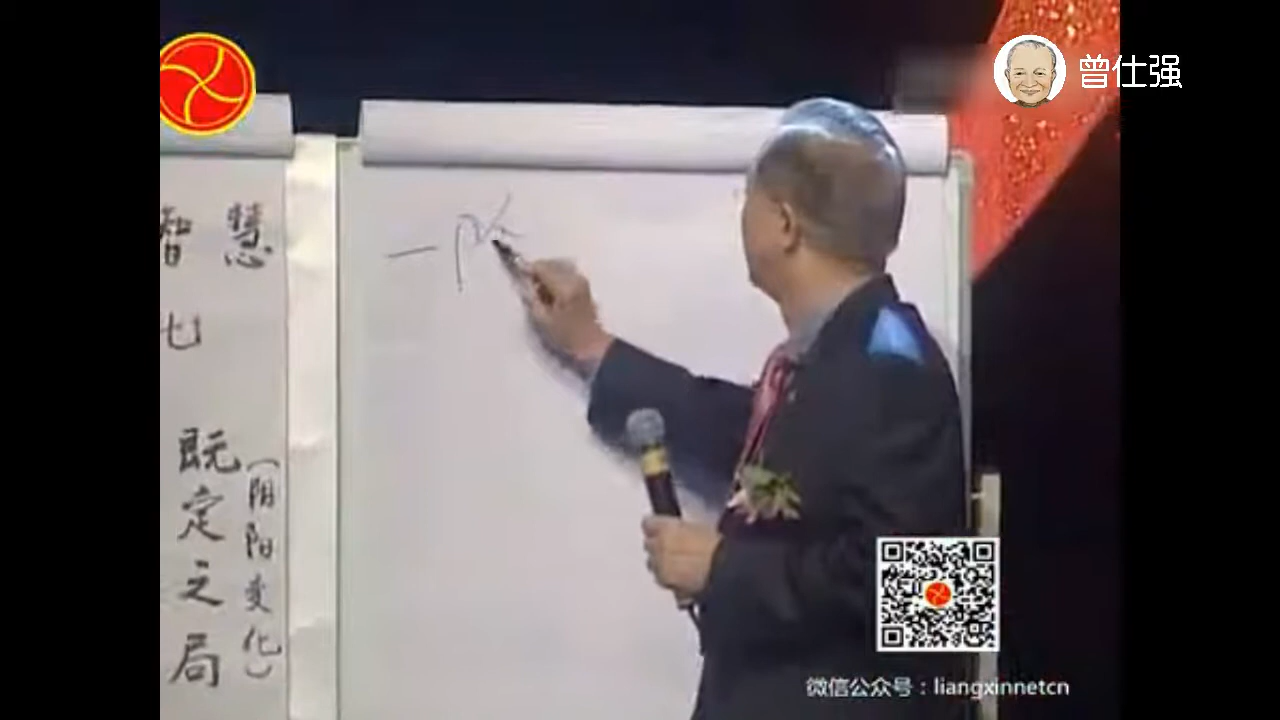 曾仕强
智慧
七
既定之局
(阴阳变化)
一
微信公众号：liangxinnetcn